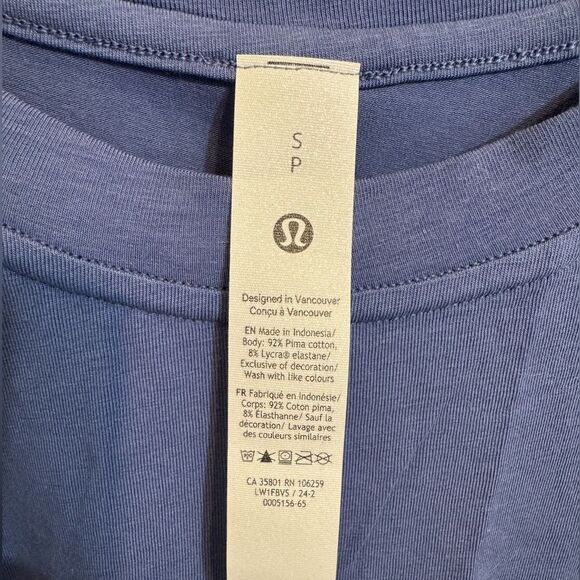 S
P
Designed in Vancouver
Conçu à Vancouver
EN Made in Indonesia/
Body: 92% Pima cotton,
8% Lycra® elastane/
Exclusive of decoration/
Wash with like colours
FR Fabriqué en Indonésie/
Corps: 92% Coton pima,
8% Élasthanne/ Sauf la
décoration/ Lavage avec
des couleurs similaires
CA 35801 RN 106259
LW1FBVS / 24-2
0005156-65